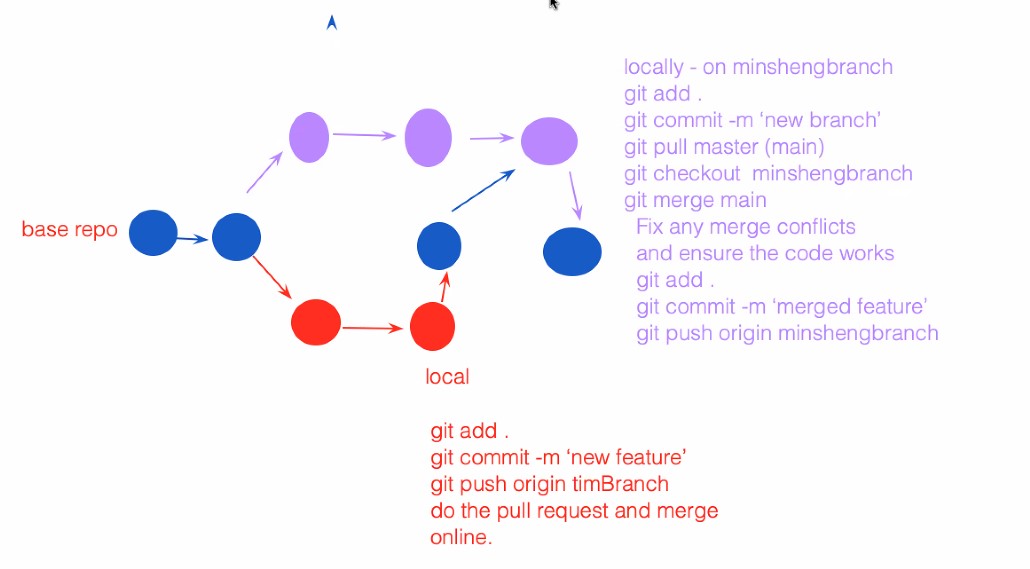 locally - on minshengbranch
git add .
git commit -m ‘new branch’
git pull master (main)
git checkout  minshengbranch
git merge main
Fix any merge conflicts
and ensure the code works
git add .
git commit -m ‘merged feature’
git push origin minshengbranch
base repo
local
git add .
git commit -m ‘new feature’
git push origin timBranch
do the pull request and merge
online.